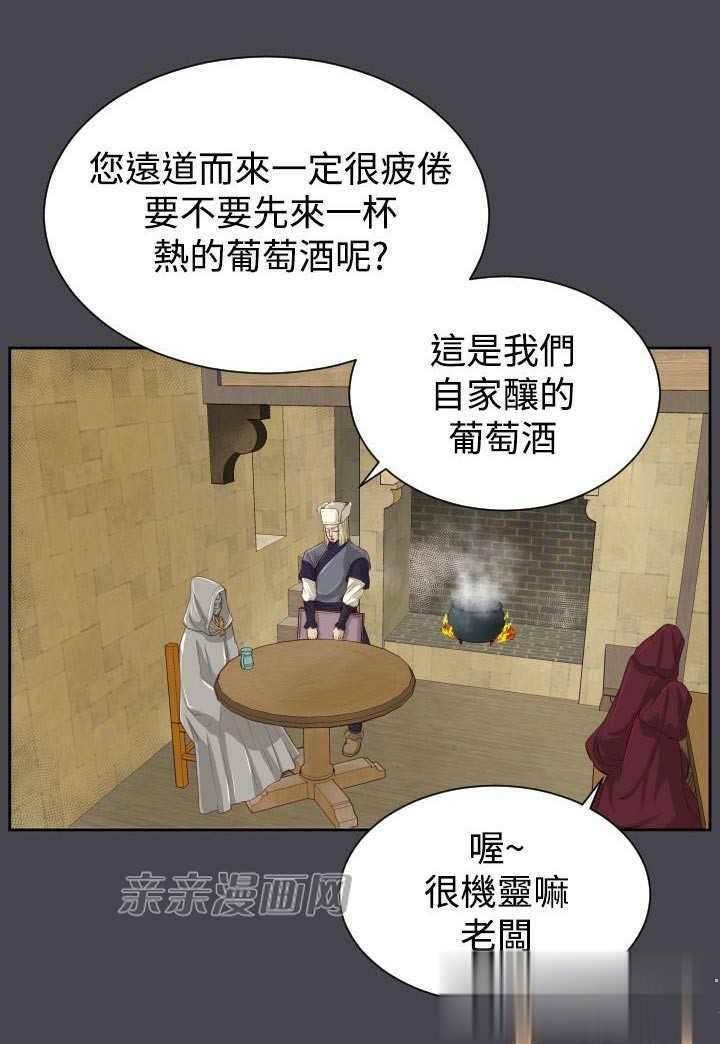 您遠道而來一定很疲倦
要不要先來一杯
熱的葡萄酒呢?
這是我們
自家釀的
葡萄酒
喔~
很機靈嘛
老闆
亲亲漫画网